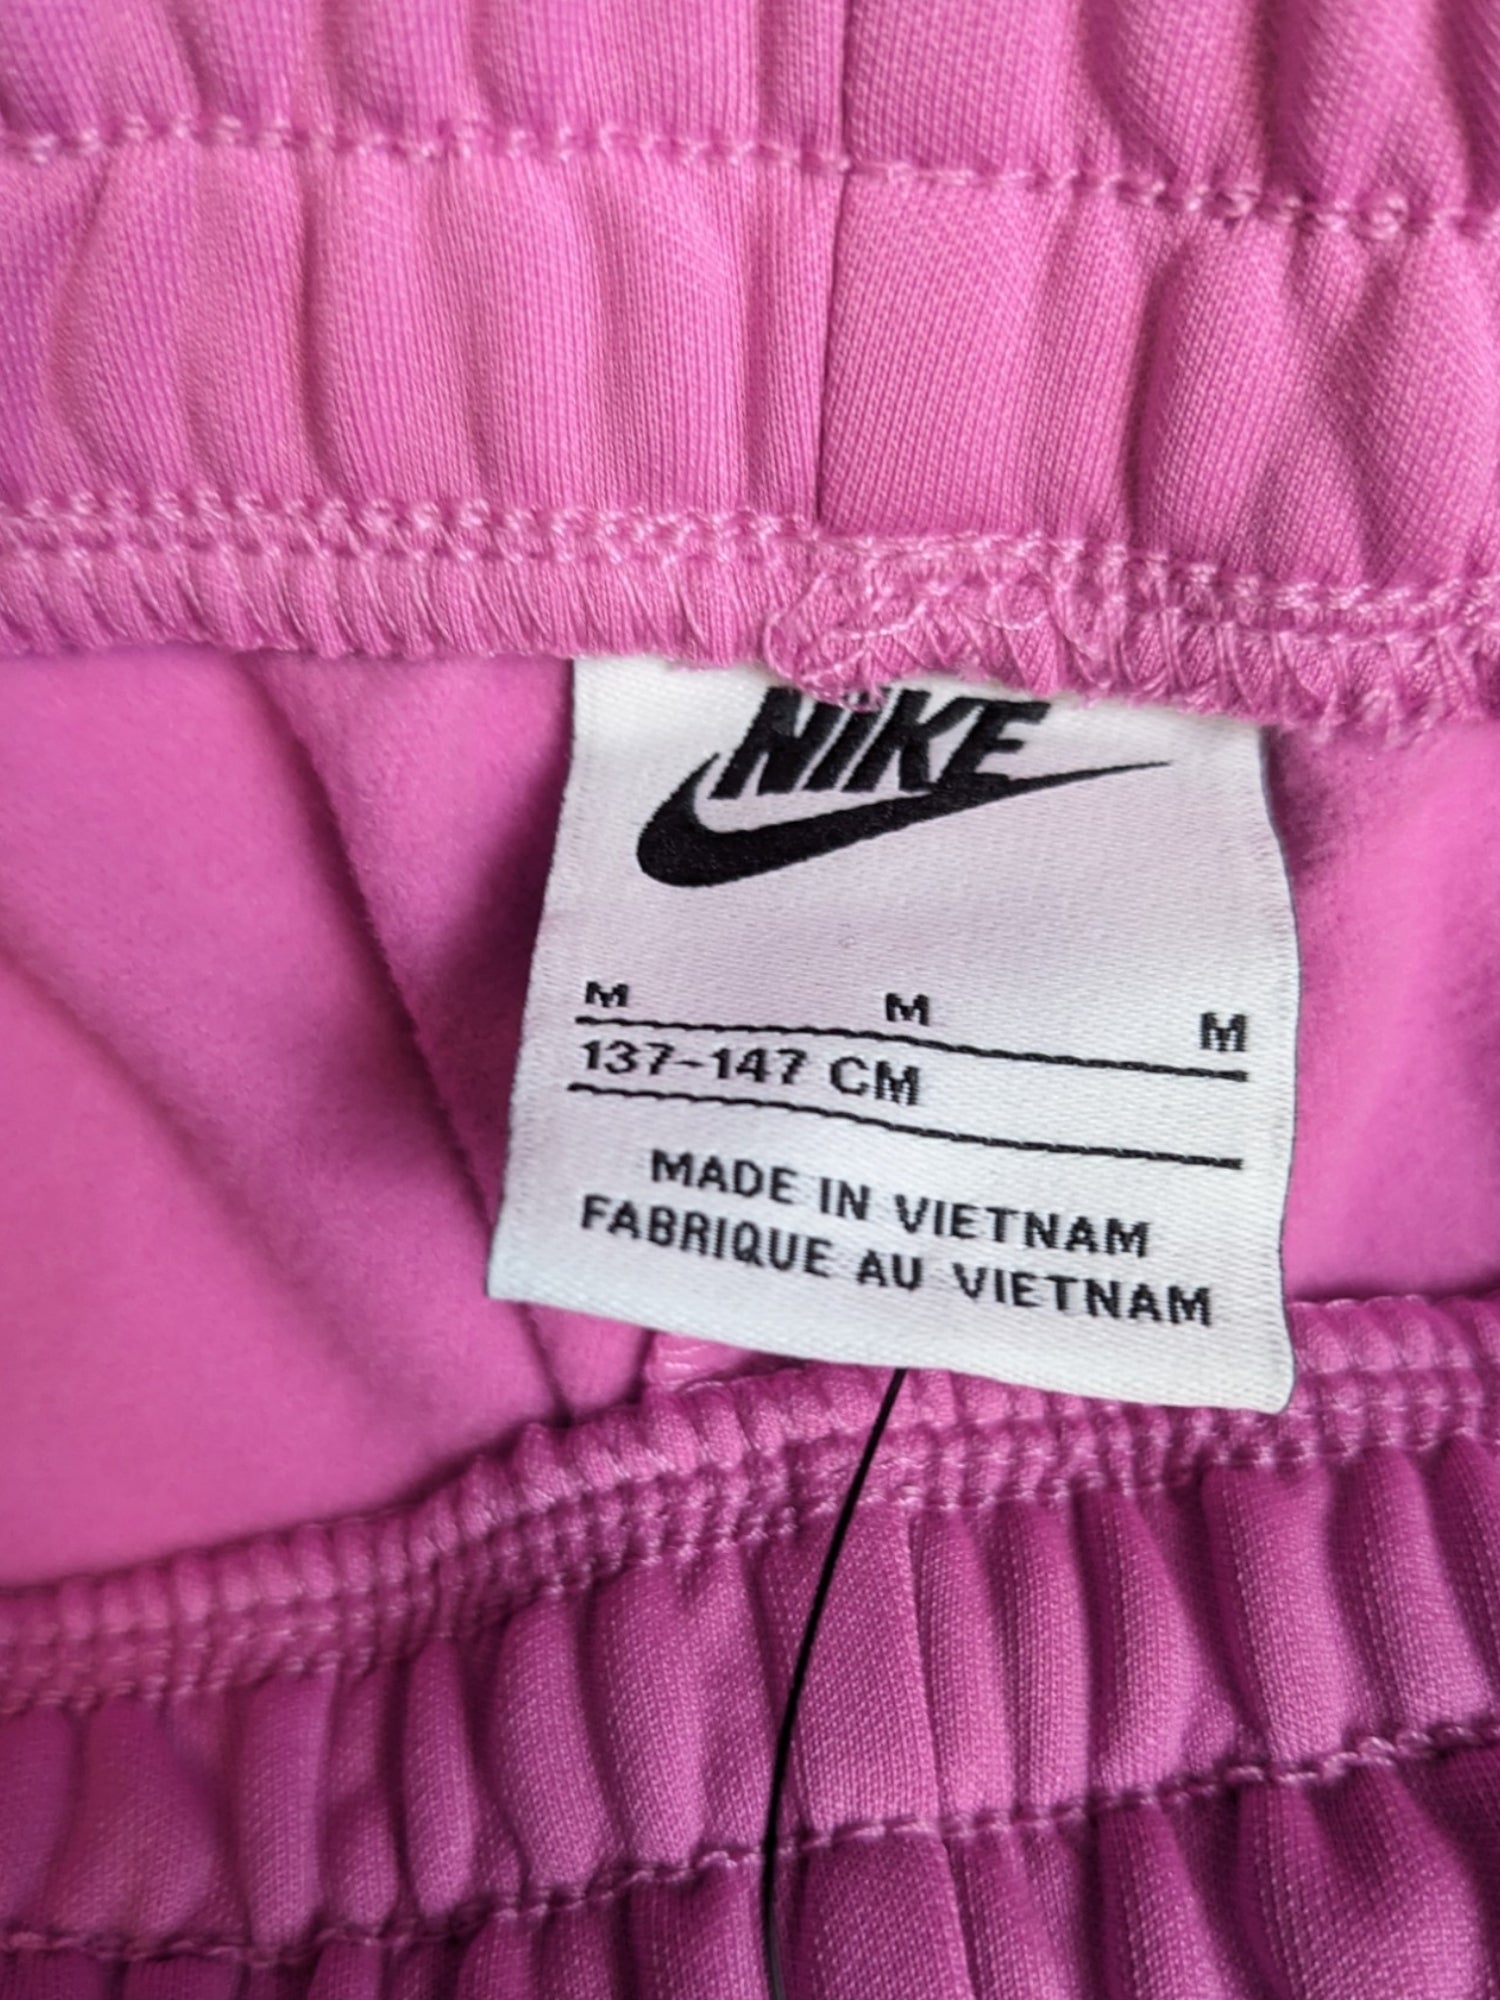 NIKE
M M M
137-147 CM
MADE IN VIETNAM
FABRIQUE AU VIETNAM